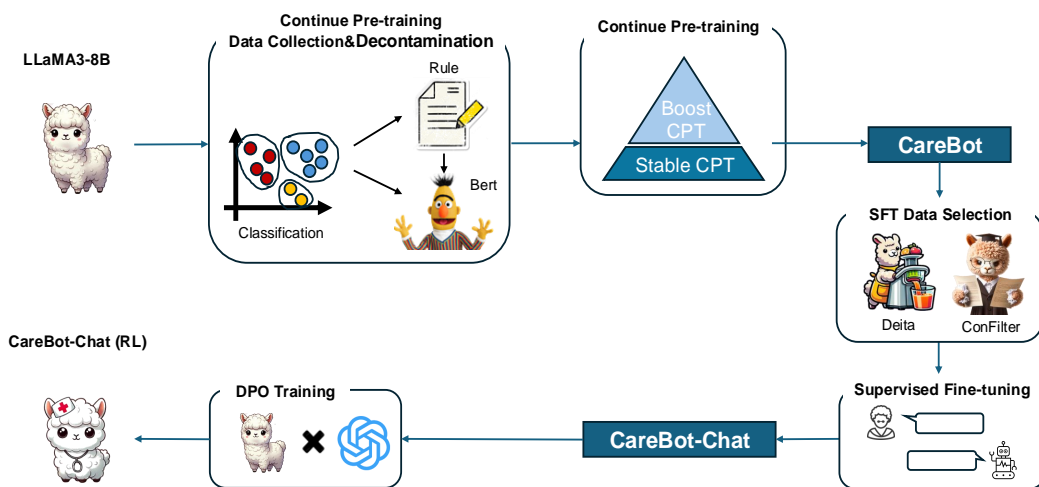 LLaMA3-8B
Continue Pre-training
Data Collection&Decontamination
Rule
Bert
Classification
Continue Pre-training
Boost
CPT
Stable CPT
CareBot
SFT Data Selection
Deita
ConFilter
Supervised Fine-tuning
CareBot-Chat
DPO Training
CareBot-Chat (RL)